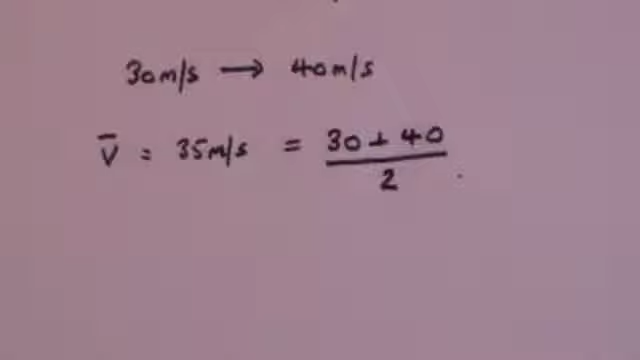 30m/s → 40m/s
v̄ = 35m/s = (30 + 40)/2